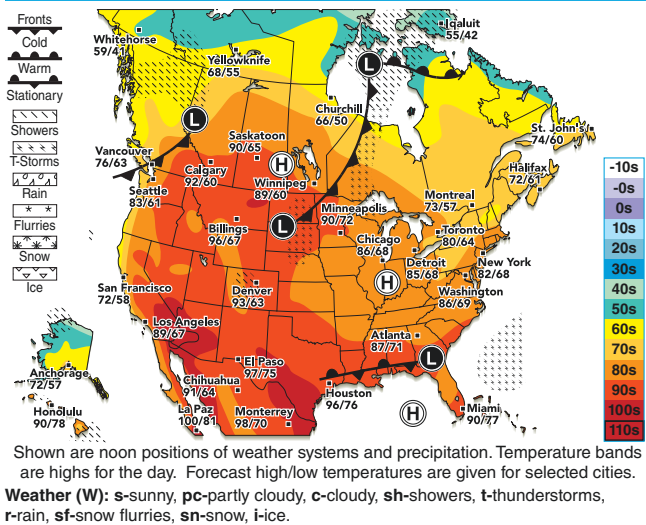 Fronts
Cold
Warm
Stationary
Showers
T-Storms
Rain
Flurries
Snow
Ice
Whitehorse
59/41
Yellowknife
68/55
Iqaluit
55/42
L
Churchill
66/50
L
St. John's
74/60
Saskatoon
90/65
Vancouver
76/63
H
Calgary
92/60
Winnipeg
89/60
Halifax
72/61
Seattle
83/61
Montreal
73/57
Minneapolis
90/72
L
Billings
96/67
Toronto
80/64
Chicago
86/68
Detroit
85/68
New York
82/68
San Francisco
72/58
Denver
93/63
H
Washington
86/69
Los Angeles
89/67
Atlanta
87/71
L
El Paso
97/75
Anchorage
72/57
Chihuahua
91/64
Houston
96/76
Honolulu
90/78
La Paz
100/81
Monterrey
98/70
H
Miami
90/77
-10s
-0s
0s
10s
20s
30s
40s
50s
60s
70s
80s
90s
100s
110s
Shown are noon positions of weather systems and precipitation. Temperature bands
are highs for the day. Forecast high/low temperatures are given for selected cities.
Weather (W): s-sunny, pc-partly cloudy, c-cloudy, sh-showers, t-thunderstorms,
r-rain, sf-snow flurries, sn-snow, i-ice.